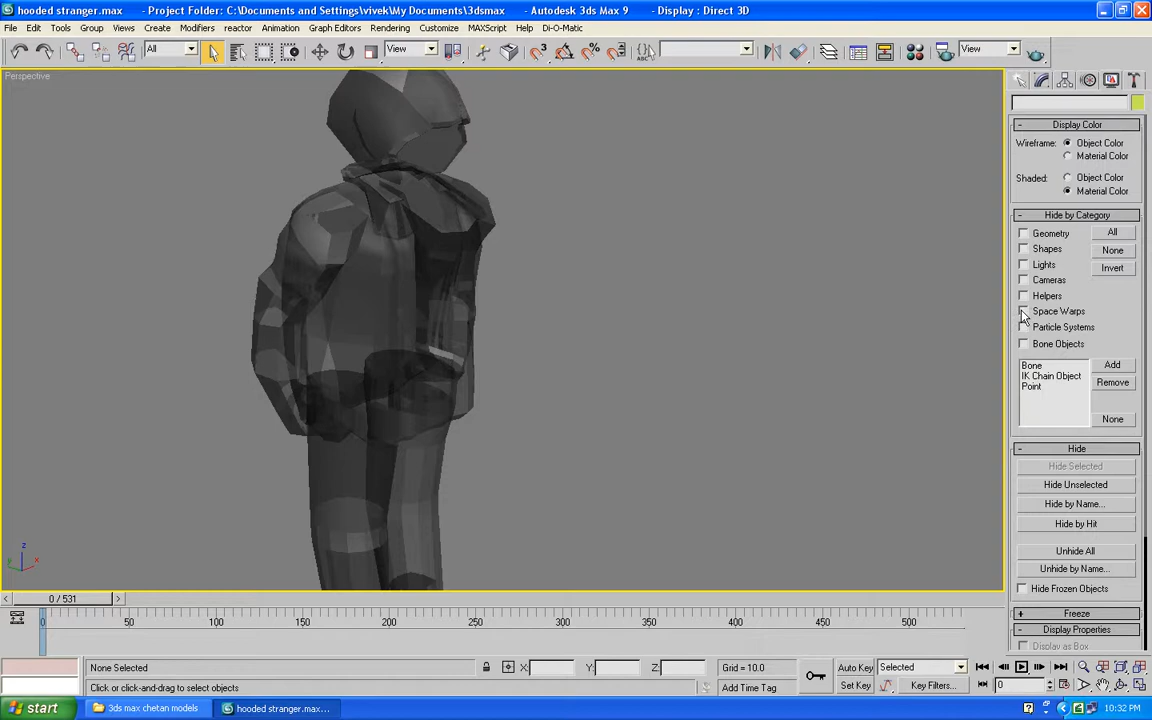 hooded stranger.max - Project Folder: C:\Documents and Settings\vivek\My Documents\3dsmax - Autodesk 3ds Max 9 - Display : Direct 3D
File Edit Tools Group Views Create Modifiers reactor Animation Graph Editors Rendering Customize MAXScript Help Di-O-Matic
All View 3 % ABC View
Perspective
Display Color
Wireframe: Object Color
Material Color
Shaded: Object Color
Material Color
Hide by Category
Geometry All
Shapes None
Lights Invert
Cameras
Helpers
Space Warps
Particle Systems
Bone Objects
Bone Add
IK Chain Object Remove
Point
None
Hide
Hide Selected
Hide Unselected
Hide by Name...
Hide by Hit
Unhide All
Unhide by Name...
Hide Frozen Objects
Freeze
Display Properties
Display as Box
z
x
y
0 / 531
0 50 100 150 200 250 300 350 400 450 500
None Selected X: Y: Z: Grid = 10.0 Auto Key Selected
Click or click-and-drag to select objects Add Time Tag Set Key Key Filters... 0
start 3ds max chetan models hooded stranger.max... 10:32 PM